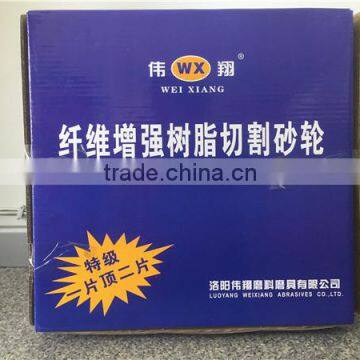 伟 WX 翔 ®
WEI XIANG
纤维增强树脂切割砂轮
trade.china.cn
特级
片顶二片
洛阳伟翔磨料磨具有限公司
LUOYANG WEIXIANG ABRASIVES CO.,LTD.